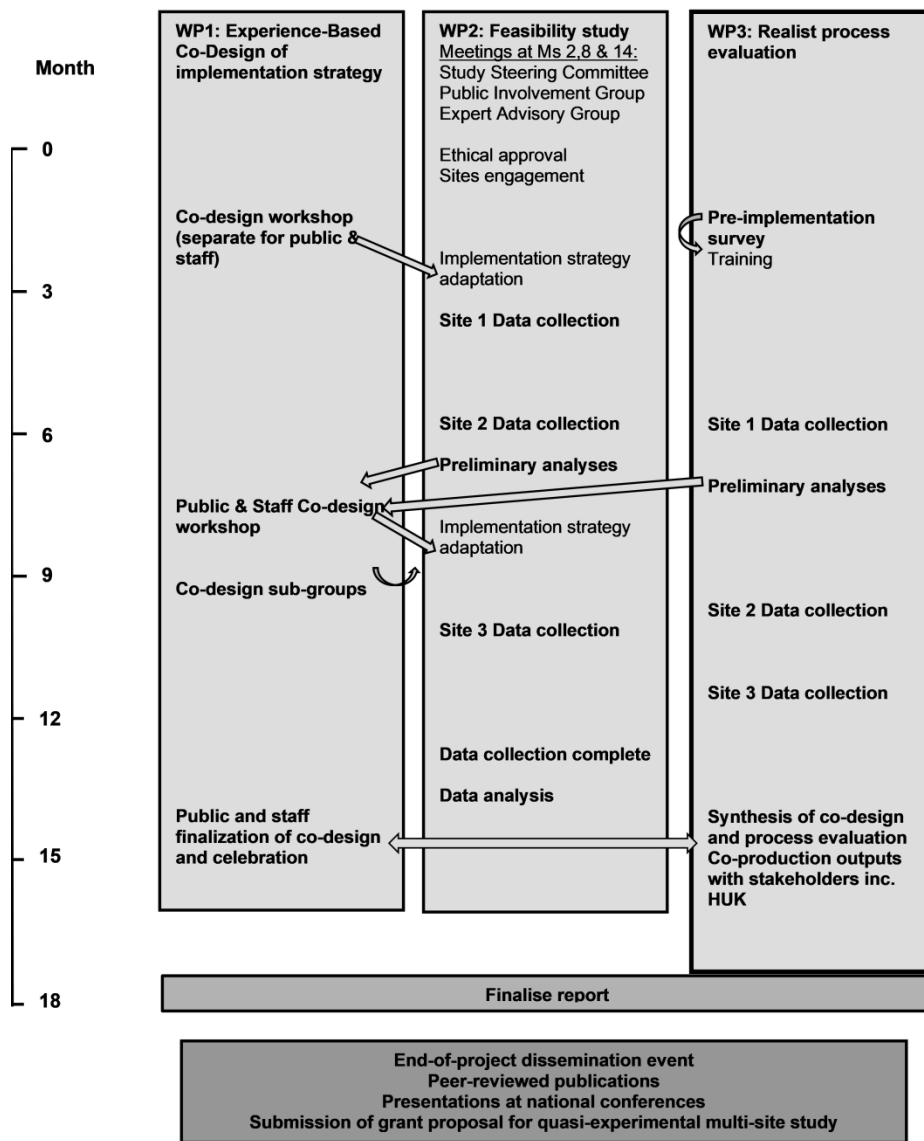 Month
0
3
6
9
12
15
18
WP1: Experience-Based
Co-Design of
implementation strategy
Co-design workshop
(separate for public &
staff)
Public & Staff Co-design
workshop
Co-design sub-groups
Public and staff
finalization of co-design
and celebration
WP2: Feasibility study
Meetings at Ms 2,8 & 14:
Study Steering Committee
Public Involvement Group
Expert Advisory Group
Ethical approval
Sites engagement
Implementation strategy
adaptation
Site 1 Data collection
Site 2 Data collection
Preliminary analyses
Implementation strategy
adaptation
Site 3 Data collection
Data collection complete
Data analysis
WP3: Realist process
evaluation
Pre-implementation
survey
Training
Site 1 Data collection
Preliminary analyses
Site 2 Data collection
Site 3 Data collection
Synthesis of co-design
and process evaluation
Co-production outputs
with stakeholders inc.
HUK
Finalise report
End-of-project dissemination event
Peer-reviewed publications
Presentations at national conferences
Submission of grant proposal for quasi-experimental multi-site study